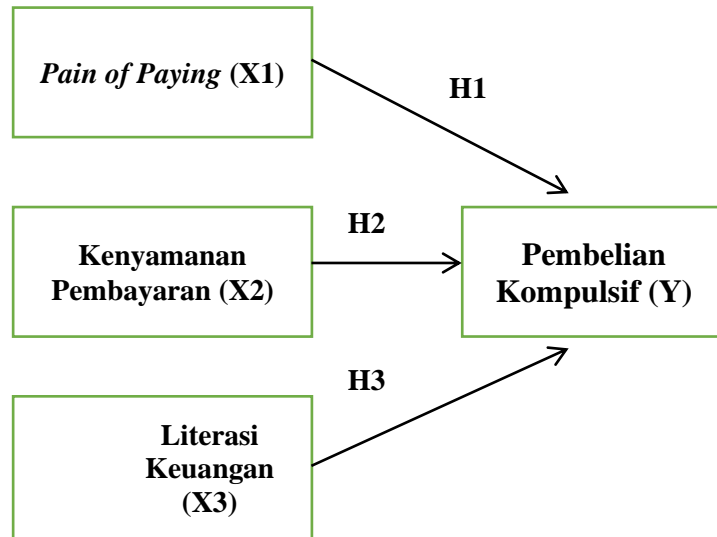 Pain of Paying (X1)
H1
H2
Kenyamanan
Pembayaran (X2)
Pembelian
Kompulsif (Y)
H3
Literasi
Keuangan
(X3)